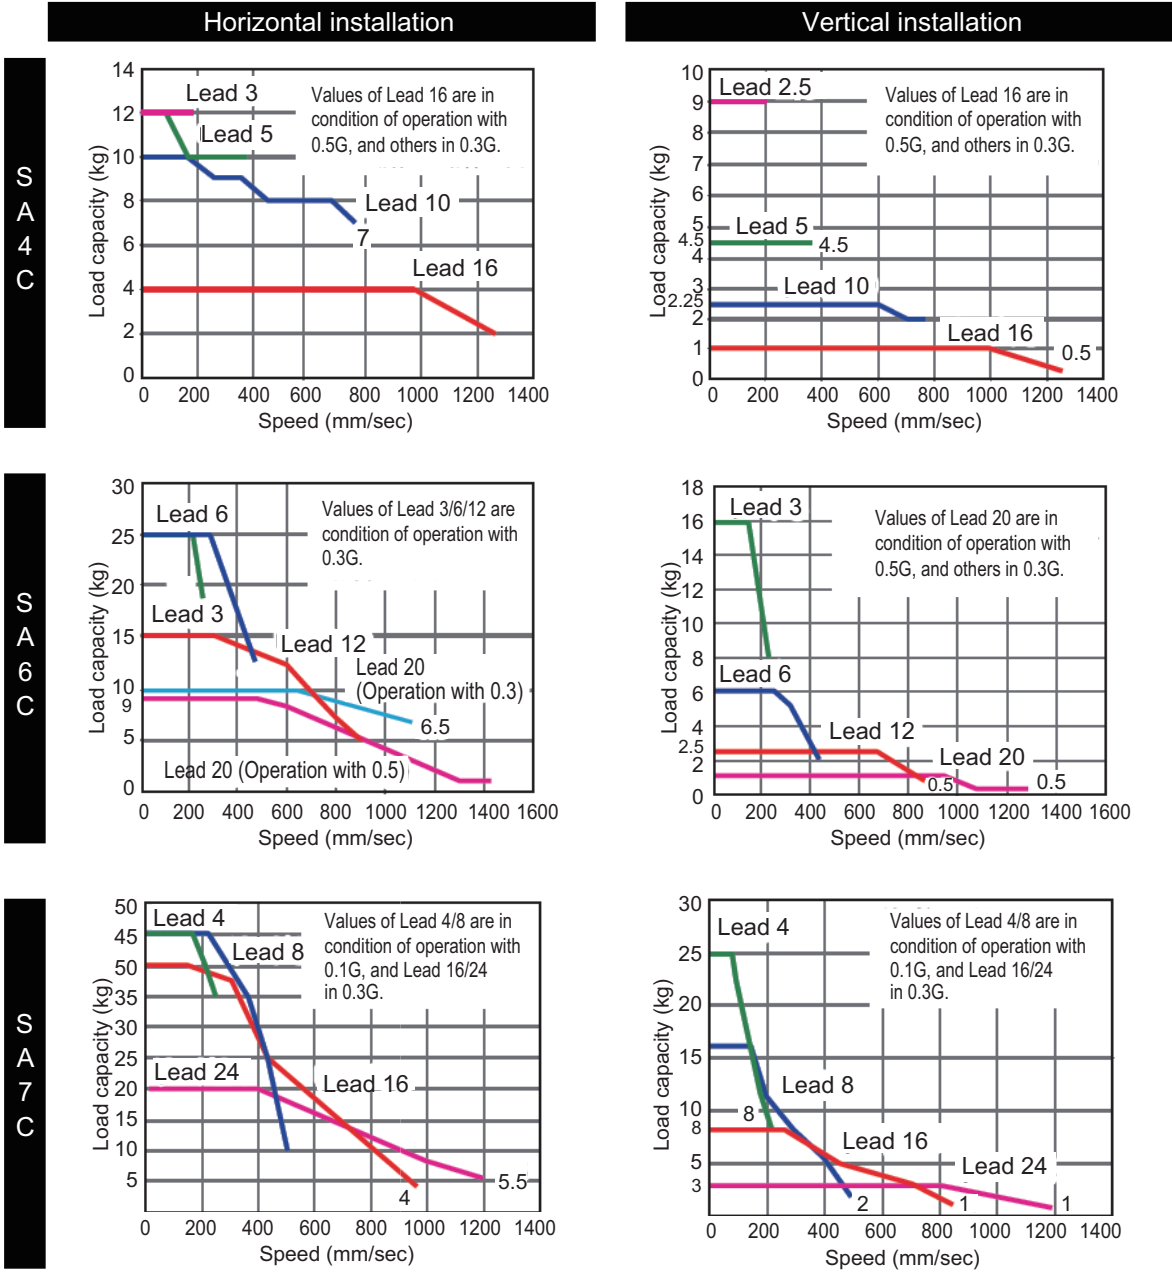 Horizontal installation
Vertical installation
S
A
4
C
14
12
10
8
6
4
2
0
Load capacity (kg)
Lead 3
Lead 5
Values of Lead 16 are in
condition of operation with
0.5G, and others in 0.3G.
Lead 10
7
Lead 16
0 200 400 600 800 1000 1200 1400
Speed (mm/sec)
10
9
8
7
6
5
4.5
4
3
2.25
2
1
0
Load capacity (kg)
Lead 2.5
Values of Lead 16 are in
condition of operation with
0.5G, and others in 0.3G.
Lead 5
4.5
Lead 10
Lead 16
0.5
0 200 400 600 800 1000 1200 1400
Speed (mm/sec)
S
A
6
C
30
25
20
15
10
9
5
0
Load capacity (kg)
Lead 6
Values of Lead 3/6/12 are
condition of operation with
0.3G.
Lead 3
Lead 12
Lead 20
(Operation with 0.3)
6.5
Lead 20 (Operation with 0.5)
0 200 400 600 800 1000 1200 1400 1600
Speed (mm/sec)
18
16
14
12
10
8
6
4
2.5
2
0
Load capacity (kg)
Lead 3
Values of Lead 20 are in
condition of operation with
0.5G, and others in 0.3G.
Lead 6
Lead 12
Lead 20
0.5
0.5
0 200 400 600 800 1000 1200 1400 1600
Speed (mm/sec)
S
A
7
C
50
45
50
35
30
25
20
15
10
5
Load capacity (kg)
Lead 4
Lead 8
Values of Lead 4/8 are in
condition of operation with
0.1G, and Lead 16/24
in 0.3G.
Lead 24
Lead 16
5.5
4
0 200 400 600 800 1000 1200 1400
Speed (mm/sec)
30
25
20
15
10
8
5
3
Load capacity (kg)
Lead 4
Values of Lead 4/8 are in
condition of operation with
0.1G, and Lead 16/24
in 0.3G.
Lead 8
8
Lead 16
Lead 24
2
1
1
0 200 400 600 800 1000 1200 1400
Speed (mm/sec)